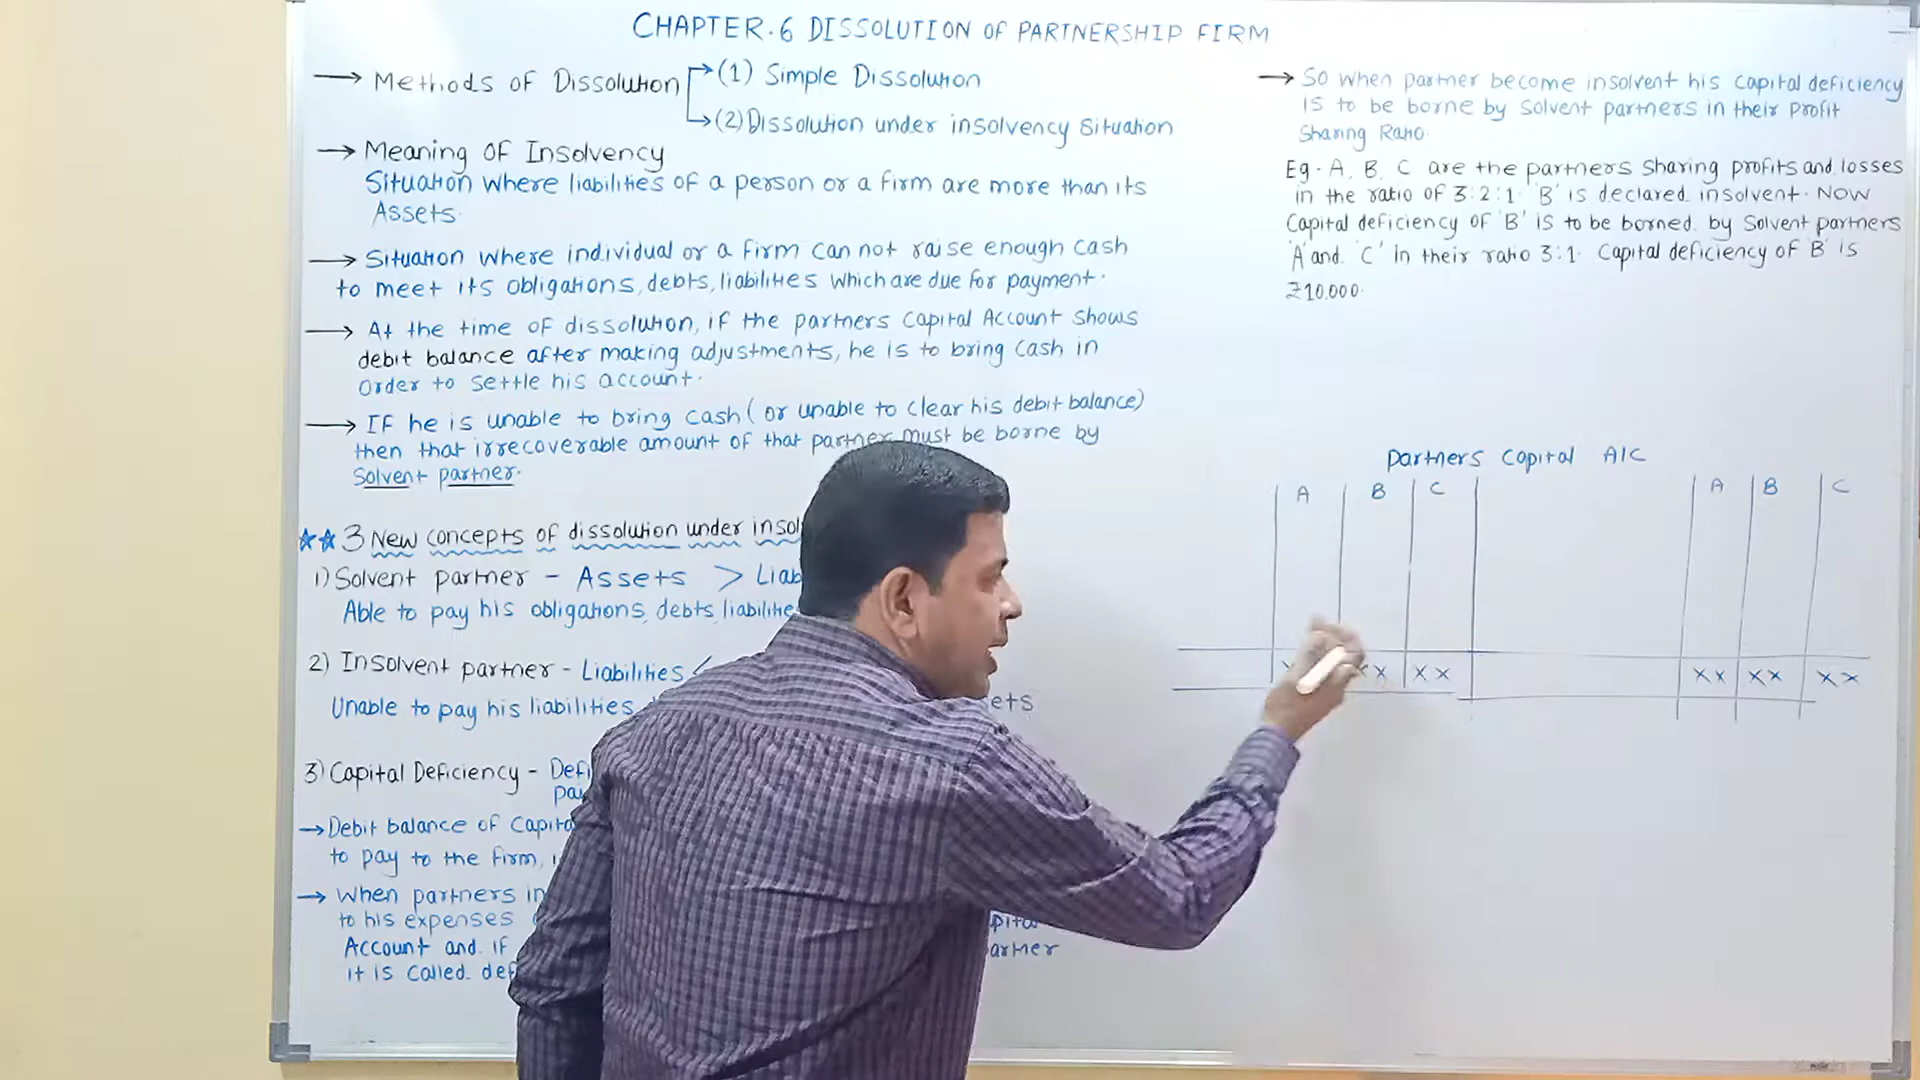 CHAPTER.6 DISSOLUTION OF PARTNERSHIP FIRM
→ Methods of Dissolution
→(1) Simple Dissolution
→(2) Dissolution under insolvency Situation
→ Meaning OF Insolvency
Situation where liabilities of a person or a firm are more than its
Assets.
→ Situation where individual or a firm can not raise enough cash
to meet its obligations, debts, liabilities which are due for payment.
→ At the time of dissolution, if the partners Capital Account shows
debit balance after making adjustments, he is to bring cash in
order to settle his account.
→ IF he is unable to bring cash (or unable to clear his debit balance)
then that irrecoverable amount of that partner must be borne by
Solvent partner.
★★ 3 New concepts of dissolution under
1) Solvent partner - Assets >
Able to pay his obligations, debts,
2) Insolvent partner - Liabilities <
Unable to pay his liabilities
3) Capital Deficiency -
→ Debit balance of
to pay to the firm,
→ When partners
to his expenses
Account and if
it is called
→ So when partner become insolvent his capital deficiency
is to be borne by solvent partners in their profit
Sharing Ratio.
Eg. A, B, C are the partners sharing profits and losses
in the ratio of 3:2:1. 'B' is declared insolvent. Now
Capital deficiency of 'B' is to be borned by solvent partners
'A' and 'C' in their ratio 3:1. Capital deficiency of 'B' is
₹10.000.
Partners Capital A/C
A B C A B C
XX XX XX XX